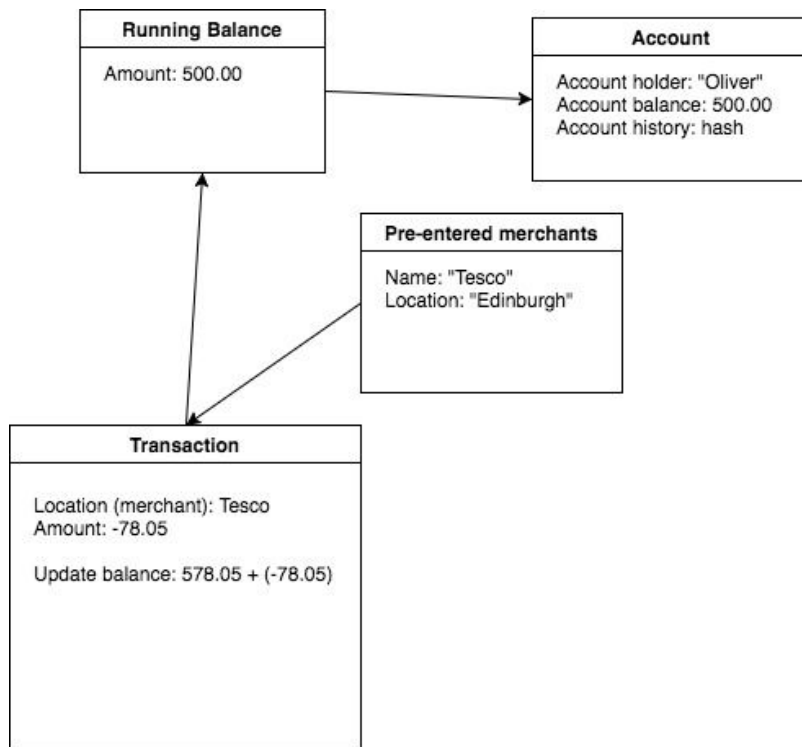 Running Balance
Amount: 500.00
Account
Account holder: "Oliver"
Account balance: 500.00
Account history: hash
Pre-entered merchants
Name: "Tesco"
Location: "Edinburgh"
Transaction
Location (merchant): Tesco
Amount: -78.05
Update balance: 578.05 + (-78.05)